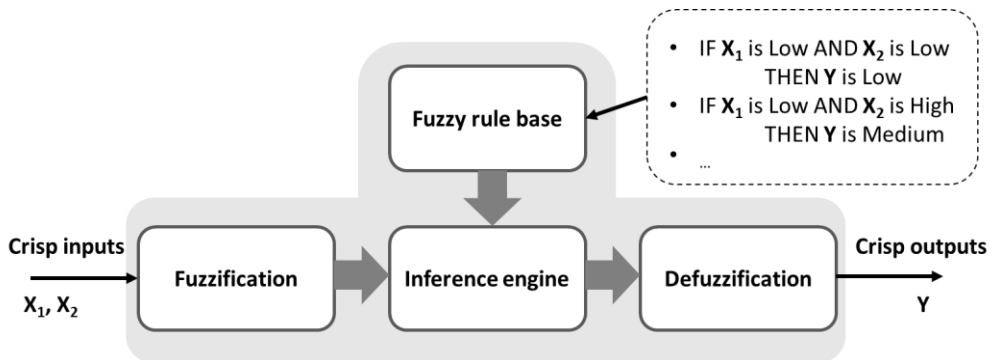 • IF X₁ is Low AND X₂ is Low
THEN Y is Low
• IF X₁ is Low AND X₂ is High
THEN Y is Medium
• ...
Fuzzy rule base
Crisp inputs
X₁, X₂
Fuzzification
Inference engine
Defuzzification
Crisp outputs
Y